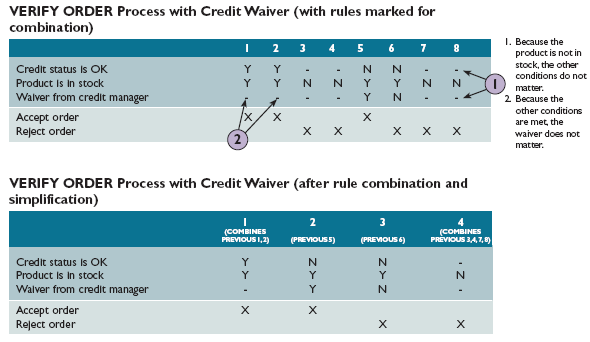 VERIFY ORDER Process with Credit Waiver (with rules marked for
combination)
1 2 3 4 5 6 7 8
Credit status is OK Y Y - - N N - -
Product is in stock Y Y N N Y Y N N
Waiver from credit manager - - - - Y N - -
Accept order X X X
Reject order X X X X X
1
2
1. Because the
product is not in
stock, the other
conditions do not
matter.
2. Because the
other conditions
are met, the
waiver does not
matter.
VERIFY ORDER Process with Credit Waiver (after rule combination and
simplification)
1 2 3 4
(COMBINES (COMBINES
PREVIOUS 1, 2) (PREVIOUS 5) (PREVIOUS 6) PREVIOUS 3, 4, 7, 8)
Credit status is OK Y N N -
Product is in stock Y Y Y N
Waiver from credit manager - Y N -
Accept order X X
Reject order X X